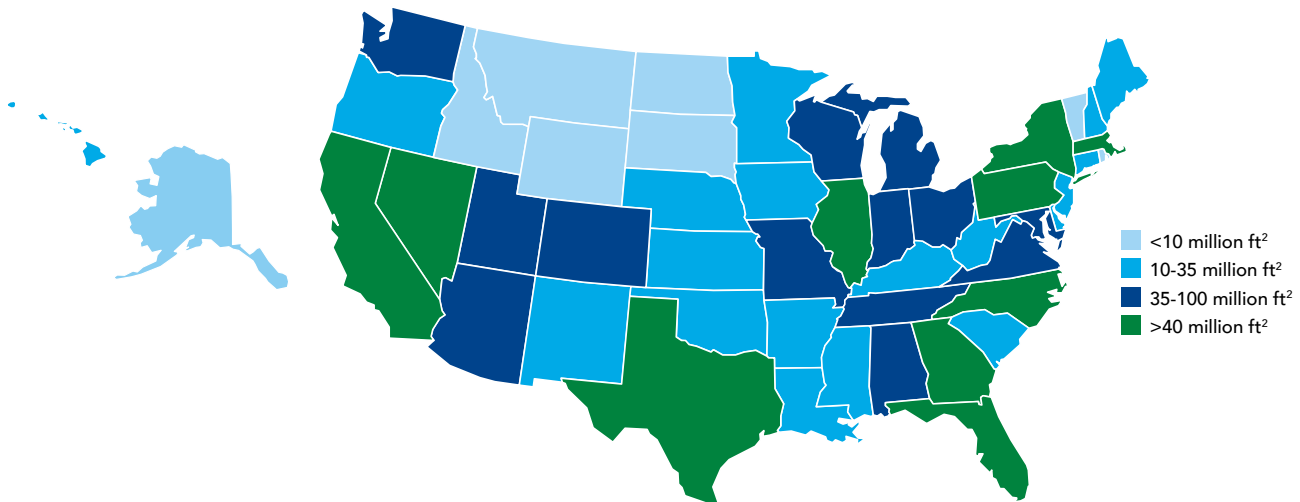 <10 million ft²
10-35 million ft²
35-100 million ft²
>40 million ft²